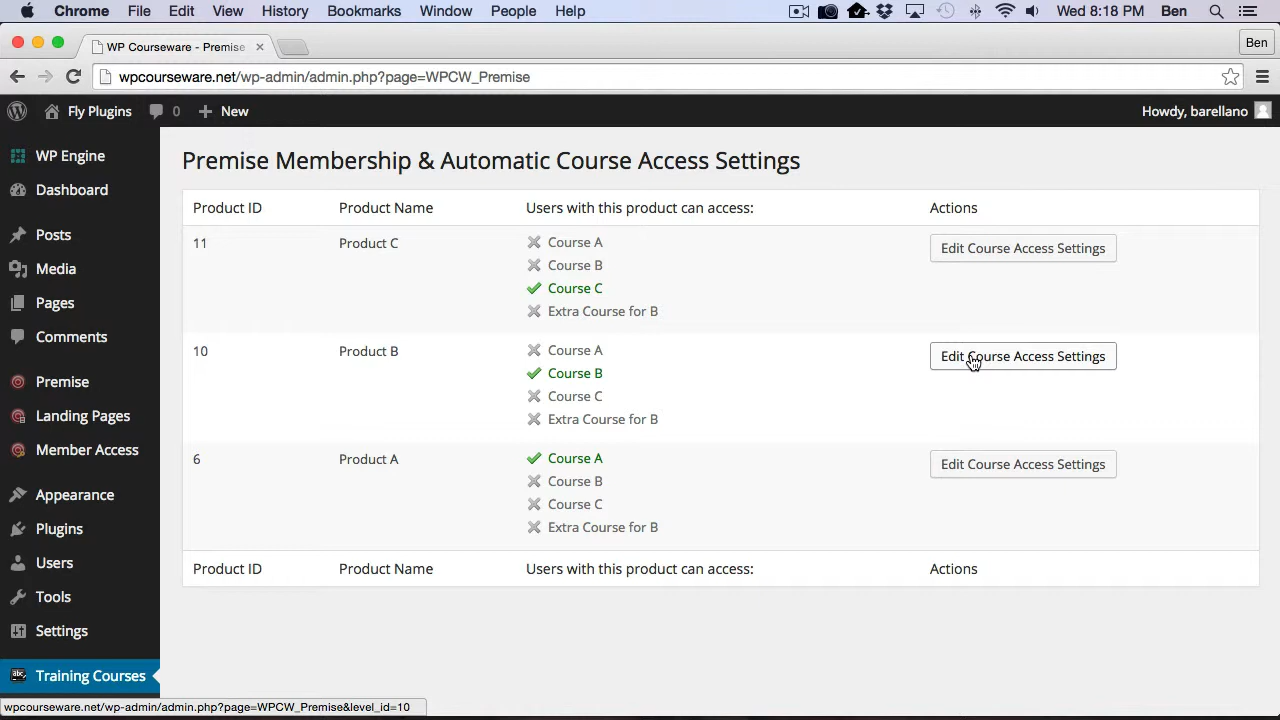 Chrome File Edit View History Bookmarks Window People Help Wed 8:18 PM Ben
WP Courseware - Premise
Ben
wpcourseware.net/wp-admin/admin.php?page=WPCW_Premise
Fly Plugins 0 New Howdy, barellano
WP Engine
Dashboard
Posts
Media
Pages
Comments
Premise
Landing Pages
Member Access
Appearance
Plugins
Users
Tools
Settings
abc
Training Courses
Premise Membership & Automatic Course Access Settings
Product ID Product Name Users with this product can access: Actions
11 Product C Course A Edit Course Access Settings
Course B
Course C
Extra Course for B
10 Product B Course A Edit Course Access Settings
Course B
Course C
Extra Course for B
6 Product A Course A Edit Course Access Settings
Course B
Course C
Extra Course for B
Product ID Product Name Users with this product can access: Actions
wpcourseware.net/wp-admin/admin.php?page=WPCW_Premise&level_id=10